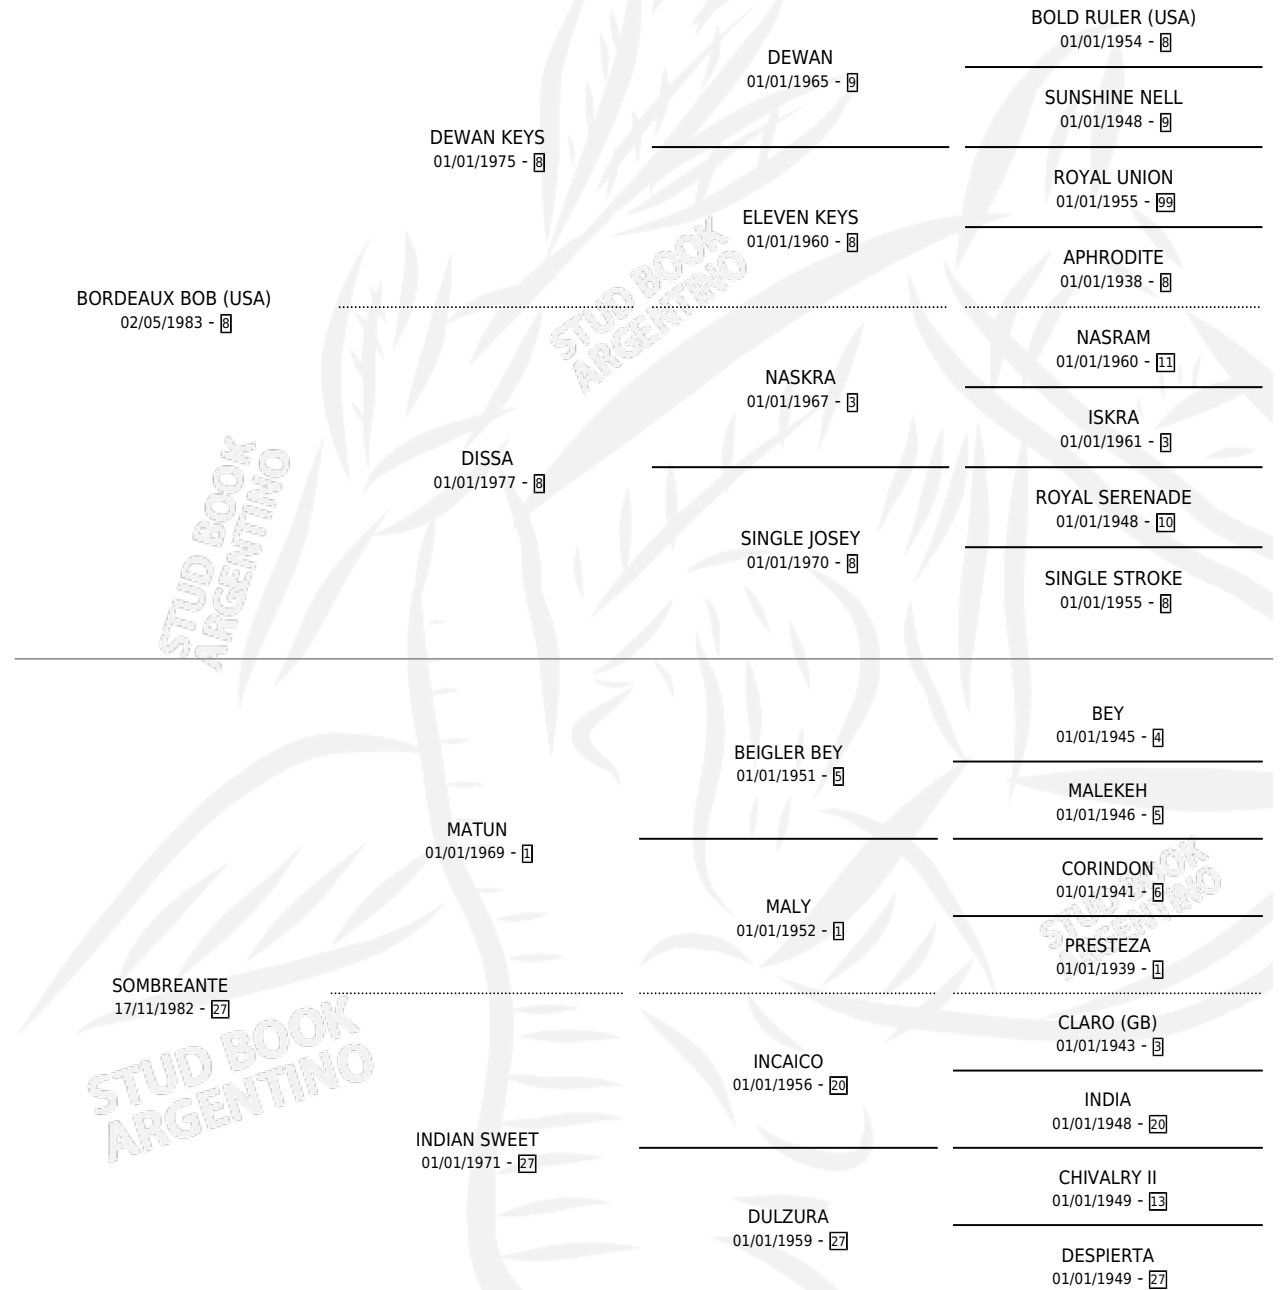 BOLD RULER (USA)
01/01/1954 - 8
DEWAN
01/01/1965 - 9
SUNSHINE NELL
01/01/1948 - 9
DEWAN KEYS
01/01/1975 - 8
ROYAL UNION
01/01/1955 - 99
ELEVEN KEYS
01/01/1960 - 8
APHRODITE
01/01/1938 - 8
BORDEAUX BOB (USA)
02/05/1983 - 8
STUD BOOK
ARGENTINO
NASRAM
01/01/1960 - 11
NASKRA
01/01/1967 - 3
ISKRA
01/01/1961 - 3
DISSA
01/01/1977 - 8
ROYAL SERENADE
01/01/1948 - 10
SINGLE JOSEY
01/01/1970 - 8
SINGLE STROKE
01/01/1955 - 8
STUD BOOK
ARGENTINO
BEY
01/01/1945 - 4
BEIGLER BEY
01/01/1951 - 5
MALEKEH
01/01/1946 - 5
MATUN
01/01/1969 - 1
CORINDON
01/01/1941 - 6
MALY
01/01/1952 - 1
PRESTEZA
01/01/1939 - 1
STUD BOOK
ARGENTINO
SOMBREANTE
17/11/1982 - 27
CLARO (GB)
01/01/1943 - 3
INCAICO
01/01/1956 - 20
INDIA
01/01/1948 - 20
STUD BOOK
ARGENTINO
INDIAN SWEET
01/01/1971 - 27
CHIVALRY II
01/01/1949 - 13
DULZURA
01/01/1959 - 27
DESPIERTA
01/01/1949 - 27